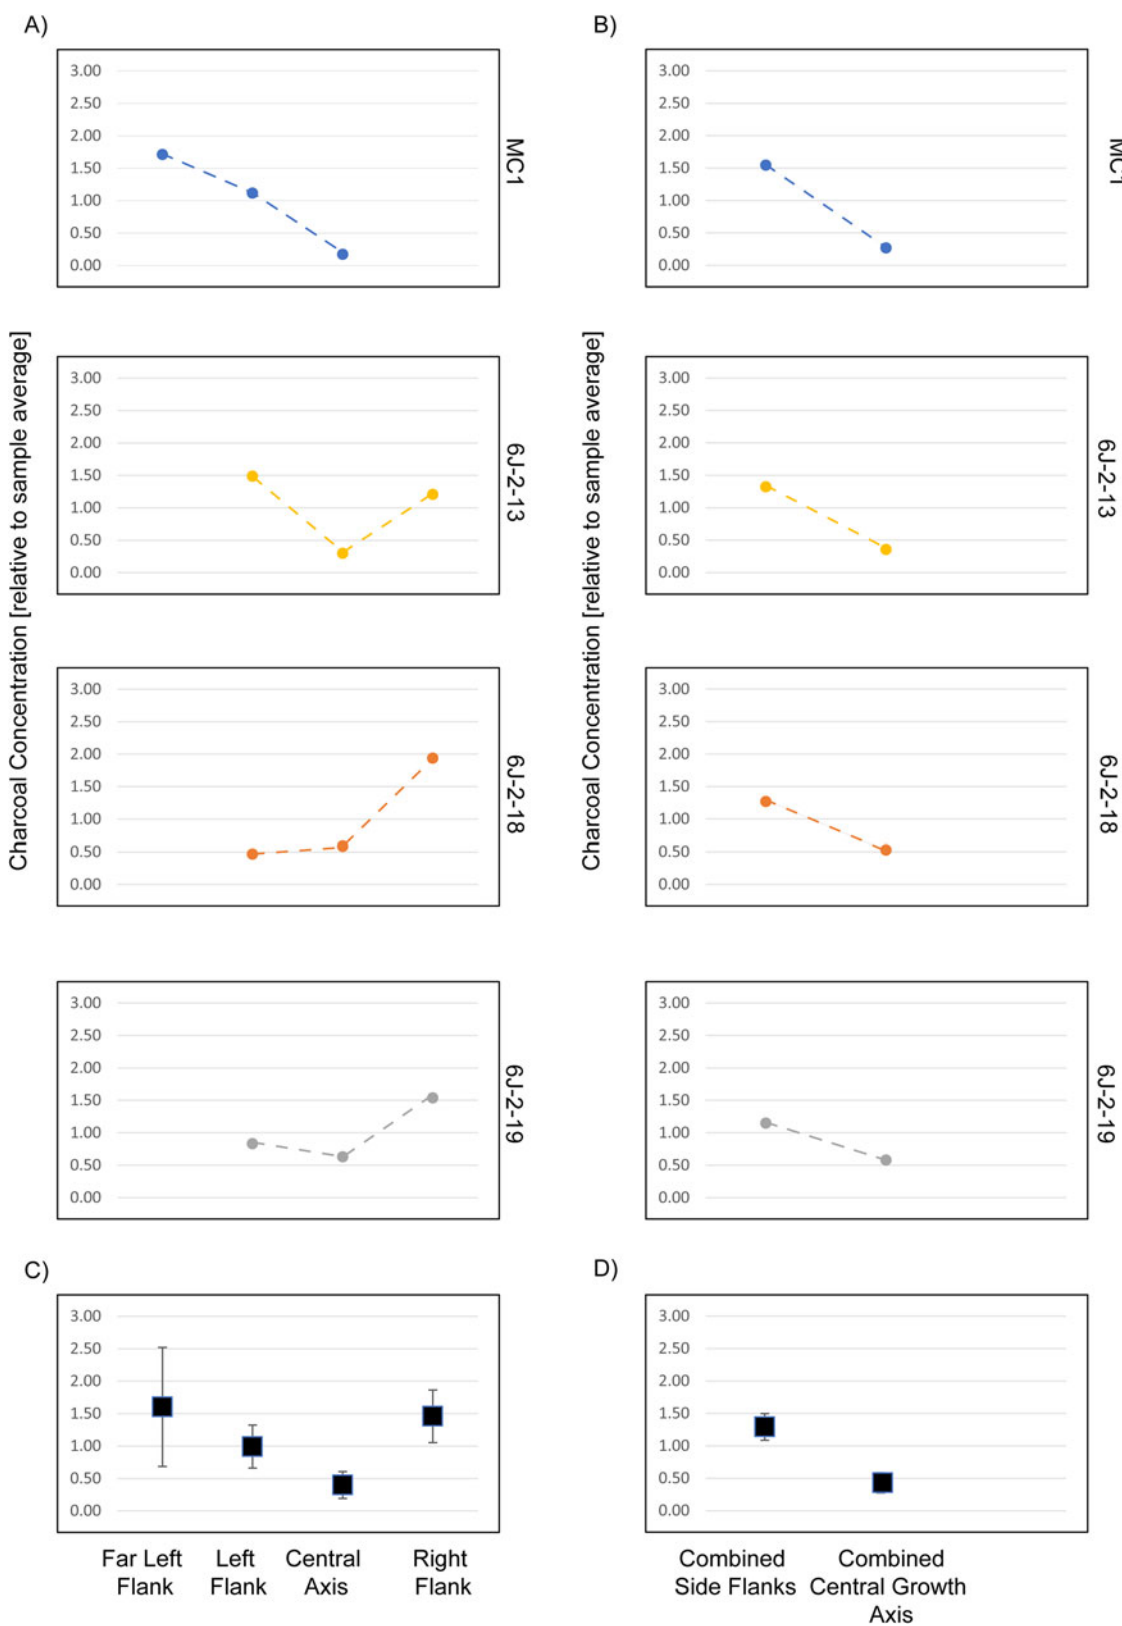 A)
B)
3.00
2.50
2.00
1.50
1.00
0.50
0.00
MC1
3.00
2.50
2.00
1.50
1.00
0.50
0.00
MC1
Charcoal Concentration [relative to sample average]
3.00
2.50
2.00
1.50
1.00
0.50
0.00
6J-2-13
Charcoal Concentration [relative to sample average]
3.00
2.50
2.00
1.50
1.00
0.50
0.00
6J-2-13
3.00
2.50
2.00
1.50
1.00
0.50
0.00
6J-2-18
3.00
2.50
2.00
1.50
1.00
0.50
0.00
6J-2-18
3.00
2.50
2.00
1.50
1.00
0.50
0.00
6J-2-19
3.00
2.50
2.00
1.50
1.00
0.50
0.00
6J-2-19
C)
D)
3.00
2.50
2.00
1.50
1.00
0.50
0.00
3.00
2.50
2.00
1.50
1.00
0.50
0.00
Far Left
Flank
Left
Flank
Central
Axis
Right
Flank
Combined
Side Flanks
Combined
Central Growth
Axis